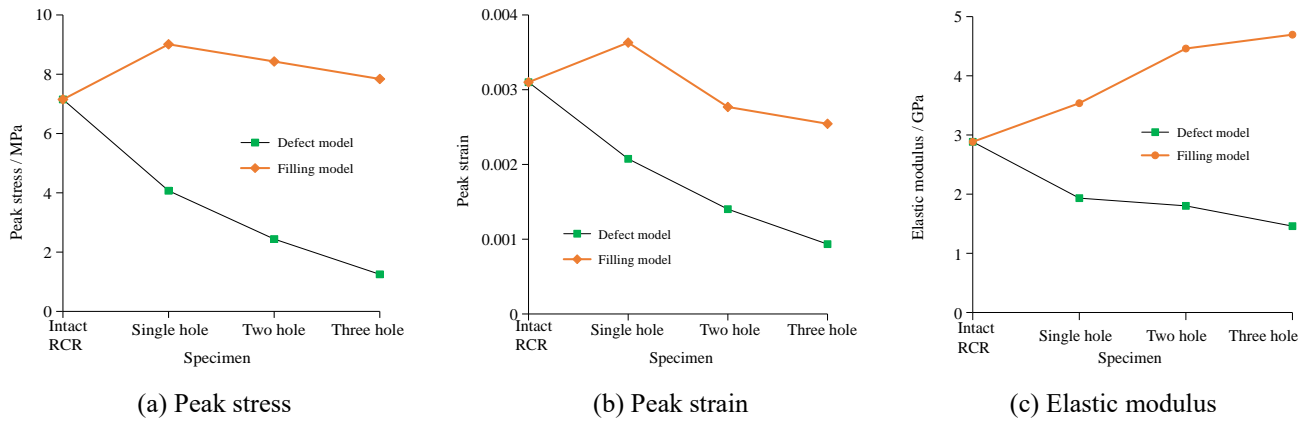 Peak stress / MPa
10
8
6
4
2
0
Defect model
Filling model
Intact
RCR
Single hole
Two hole
Three hole
Specimen
(a) Peak stress
Peak strain
0.004
0.003
0.002
0.001
0
Defect model
Filling model
Intact
RCR
Single hole
Two hole
Three hole
Specimen
(b) Peak strain
Elastic modulus / GPa
5
4
3
2
1
0
Defect model
Filling model
Intact
RCR
Single hole
Two hole
Three hole
Specimen
(c) Elastic modulus